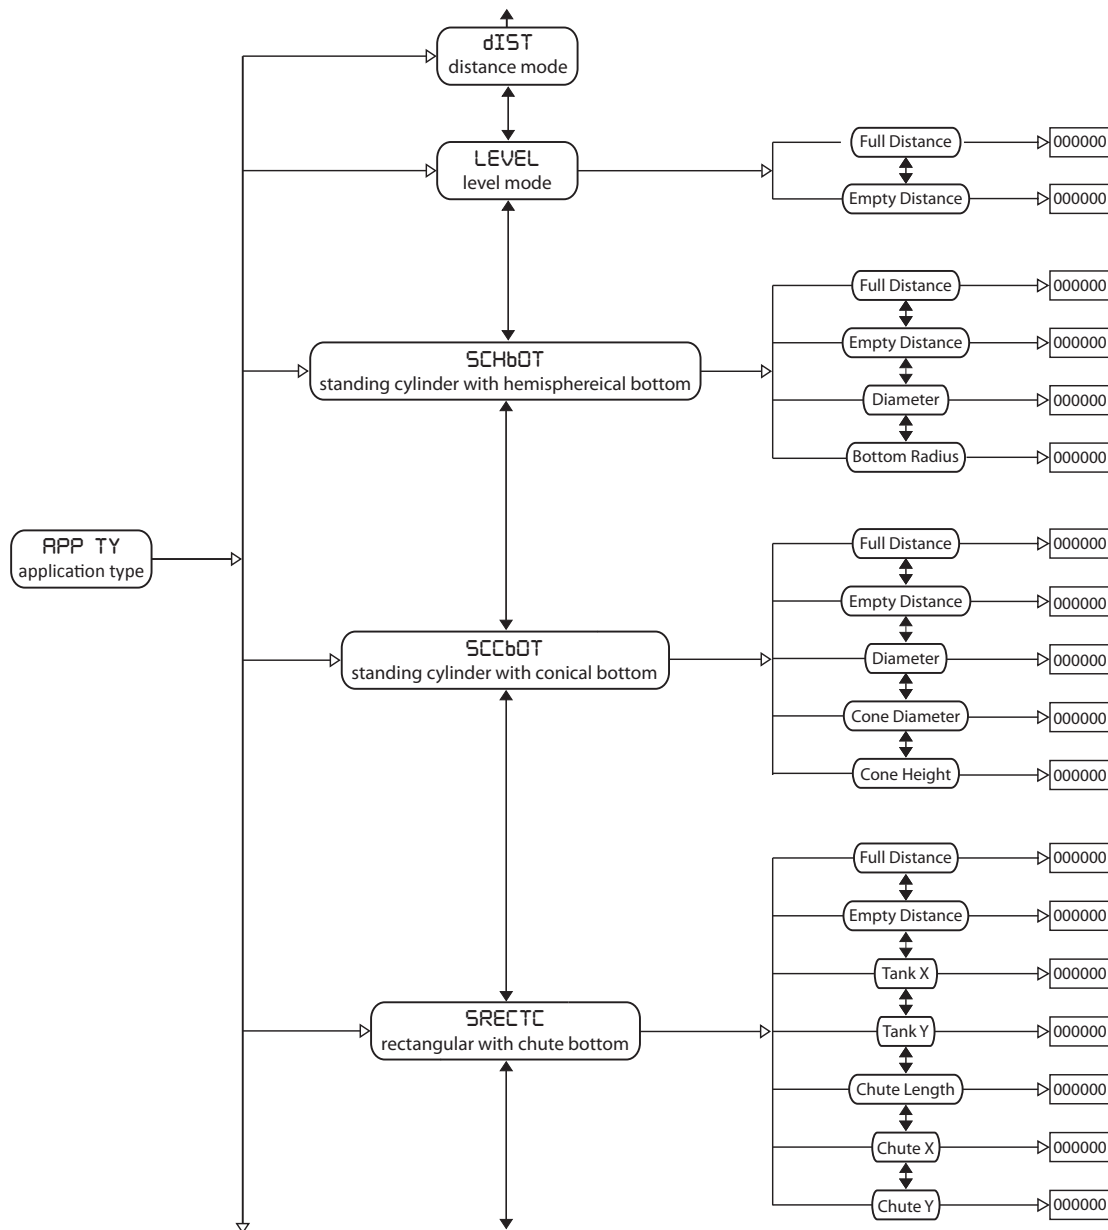 dIST
distance mode
LEVEL
level mode
Full Distance
000000
Empty Distance
000000
SCHbOT
standing cylinder with hemisphereical bottom
Full Distance
000000
Empty Distance
000000
Diameter
000000
Bottom Radius
000000
APP TY
application type
SCCbOT
standing cylinder with conical bottom
Full Distance
000000
Empty Distance
000000
Diameter
000000
Cone Diameter
000000
Cone Height
000000
SRECTC
rectangular with chute bottom
Full Distance
000000
Empty Distance
000000
Tank X
000000
Tank Y
000000
Chute Length
000000
Chute X
000000
Chute Y
000000